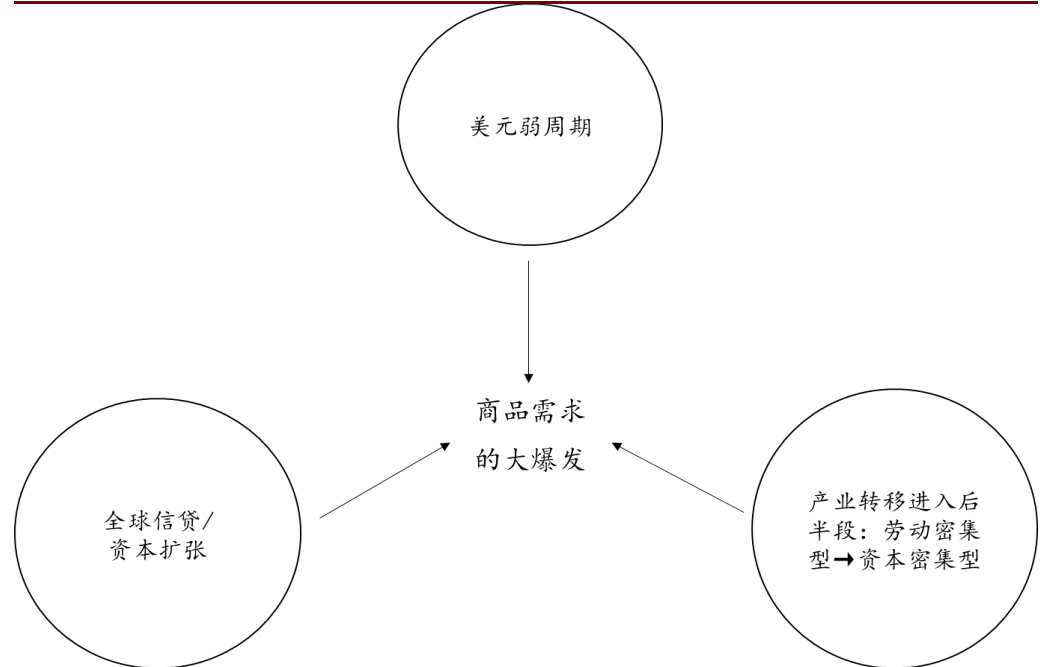 美元弱周期
商品需求
的大爆发
全球信贷/
资本扩张
产业转移进入后
半段：劳动密集
型→资本密集型